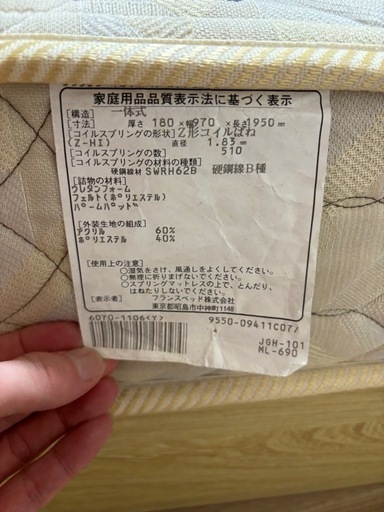 家庭用品品質表示法に基づく表示
[構造] 一体式
[寸法] 厚さ 180 ×幅970 ×長さ1950㎜
[コイルスプリングの形状]Z形コイルばね
(Z-HI) 直径 1.83㎜
[コイルスプリングの数] 510
[コイルスプリングの材料の種類]
硬鋼線材 SWRH62B 硬鋼線B種
[詰物の材料]
ウレタンフォーム
フェルト(ポリエステル)
パームパット
[外装生地の組成]
アクリル 60%
ポリエステル 40%
[使用上の注意]
○湿気をさけ、風通しをよくしてください。
○無理に折りまげないでください。
○スプリングマットレスの上で、とんだり、
はねたりしないでください。
[表示者] フランスベッド株式会社
東京都昭島市中神町1148
6070-1106<T> 9550-09411C07/
JGH-101
ML-690